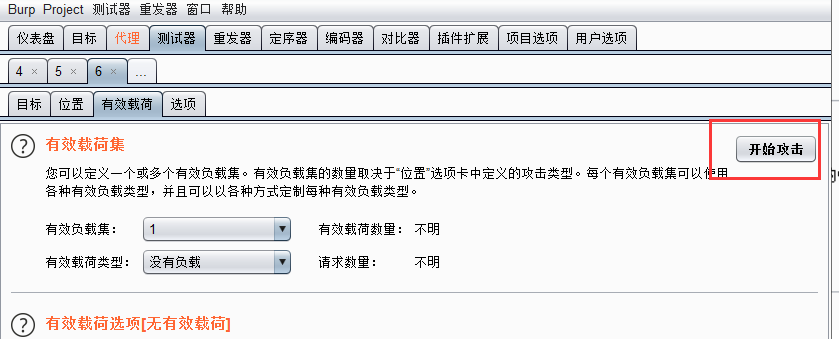 Burp Project 测试器 重发器 窗口 帮助
仪表盘 目标 代理 测试器 重发器 定序器 编码器 对比器 插件扩展 项目选项 用户选项
4 × 5 × 6 × ...
目标 位置 有效载荷 选项
? 有效载荷集 开始攻击
您可以定义一个或多个有效负载集。有效负载集的数量取决于“位置”选项卡中定义的攻击类型。每个有效负载集可以使用
各种有效负载类型，并且可以以各种方式定制每种有效负载类型。
有效负载集： 1 有效载荷数量： 不明
有效载荷类型： 没有负载 请求数量： 不明
? 有效载荷选项[无有效载荷]